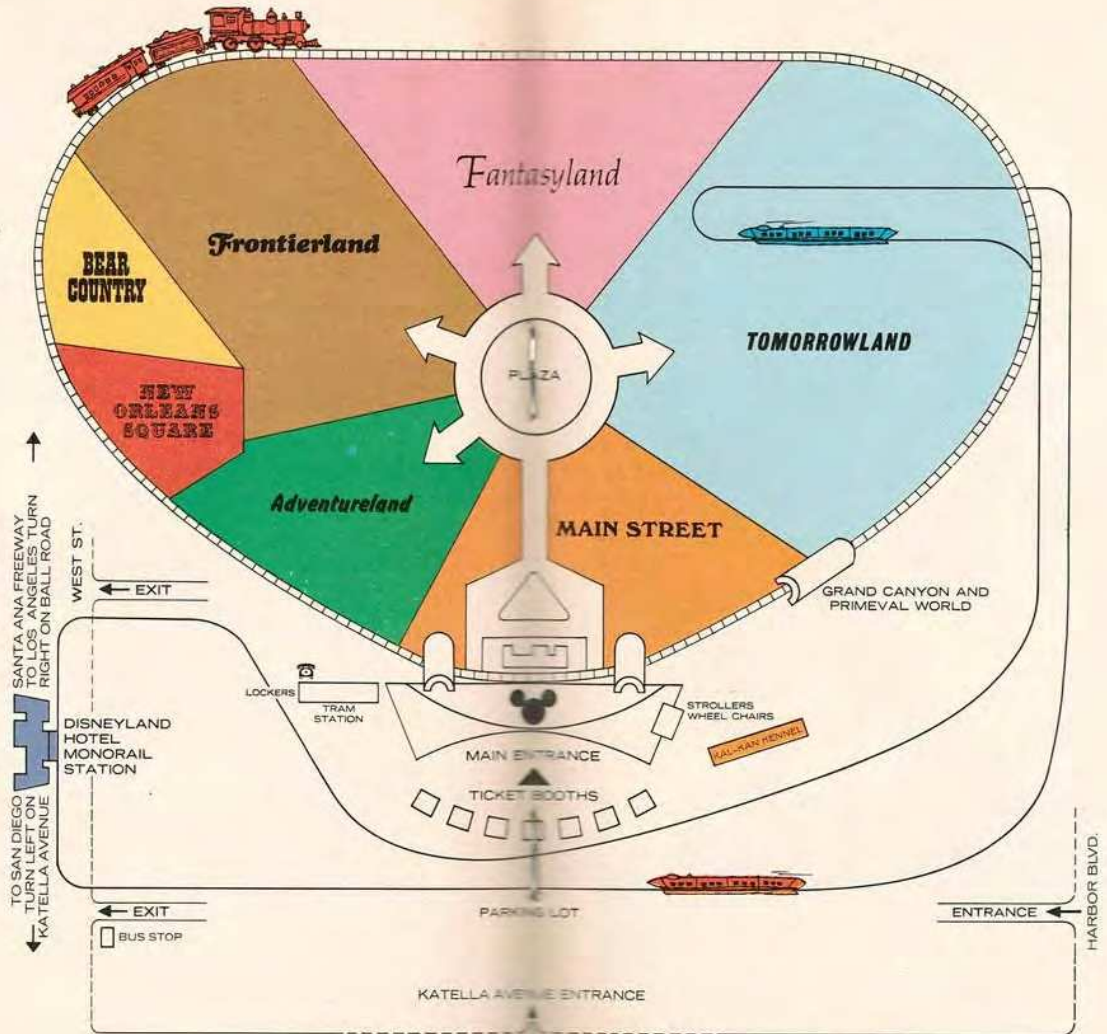 Fantasyland
Frontierland
BEAR
COUNTRY
TOMORROWLAND
PLAZA
NEW
ORLEANS
SQUARE
Adventureland
MAIN STREET
GRAND CANYON AND
PRIMEVAL WORLD
SANTA ANA FREEWAY
TO LOS ANGELES TURN
RIGHT ON BALL ROAD
WEST ST.
EXIT
LOCKERS
TRAM
STATION
STROLLERS
WHEEL CHAIRS
KAL-KAN KENNEL
MAIN ENTRANCE
DISNEYLAND
HOTEL
MONORAIL
STATION
TICKET BOOTHS
TO SAN DIEGO
TURN LEFT ON
KATELLA AVENUE
EXIT
PARKING LOT
ENTRANCE
HARBOR BLVD.
BUS STOP
KATELLA AVENUE ENTRANCE